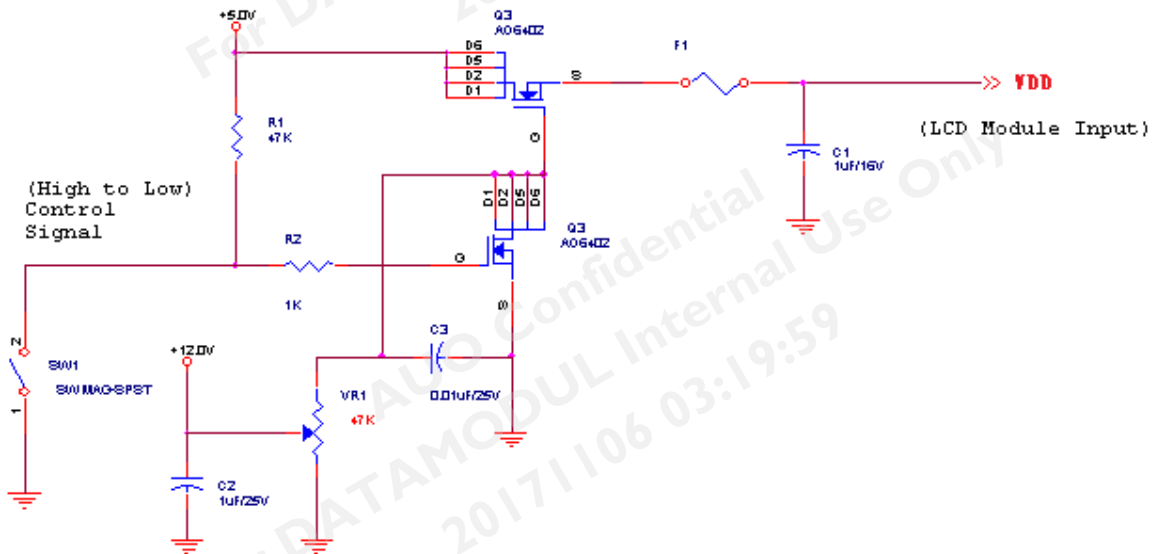 For DA
20
+5.0V
Q3
AO6402
D6
D5
D2
D1
S
G
F1
VDD
(LCD Module Input)
R1
47K
C1
1uF/16V
(High to Low)
Control
Signal
D1
D2
D5
D6
Q3
AO6402
R2
1K
G
S
C3
0.01uF/25V
+12.0V
2
SW1
SW MAG-SPST
1
VR1
47K
C2
1uF/25V
AUO Confidential
DATAMODUL Internal Use Only
20171106 03:19:59